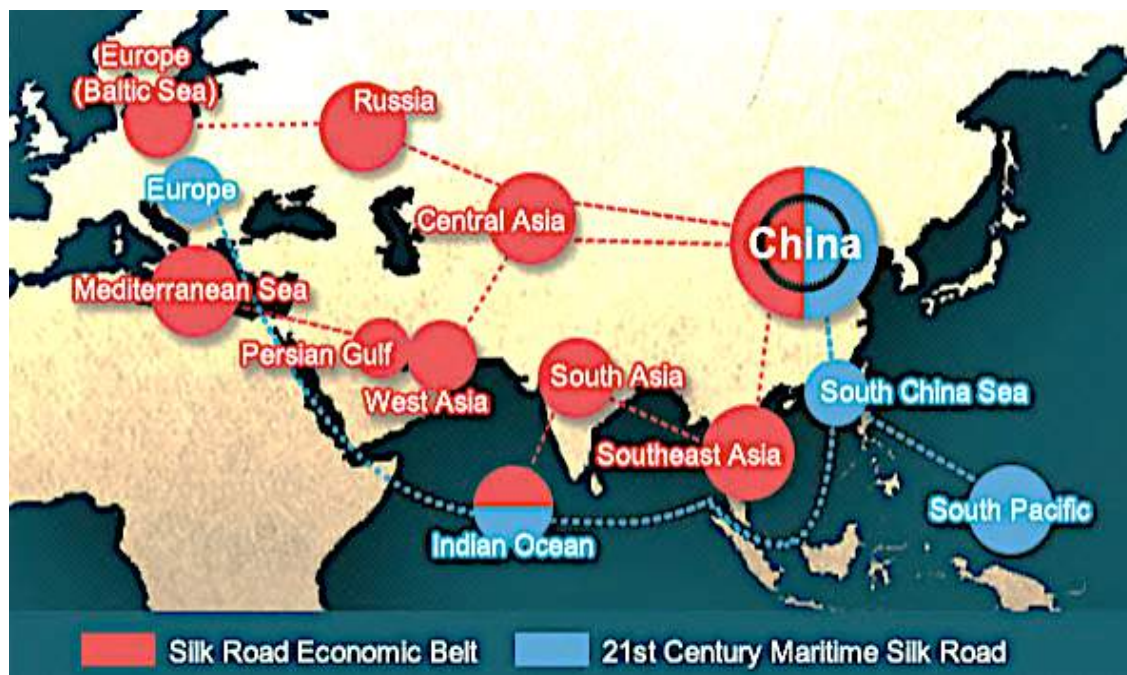 Europe
(Baltic Sea)
Russia
Europe
Central Asia
China
Mediterranean Sea
Persian Gulf
West Asia
South Asia
South China Sea
Southeast Asia
South Pacific
Indian Ocean
Silk Road Economic Belt
21st Century Maritime Silk Road